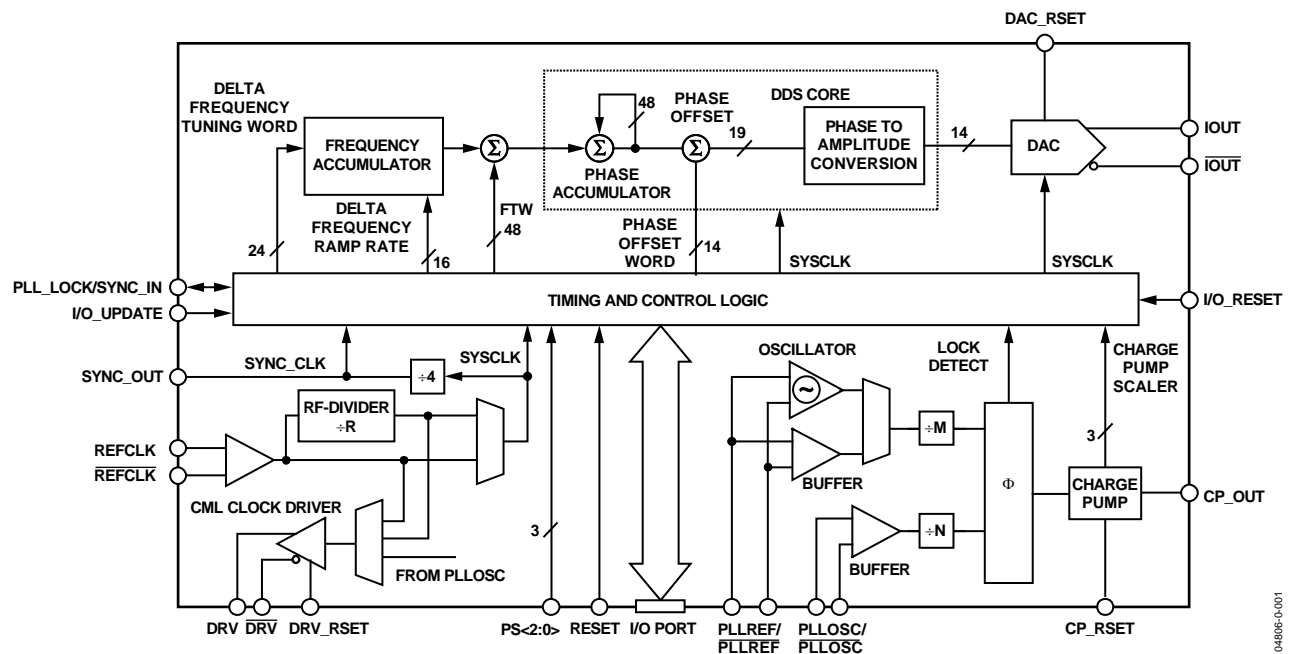 DAC_RSET
DELTA
FREQUENCY
TUNING WORD
48
PHASE
OFFSET
DDS CORE
FREQUENCY
ACCUMULATOR
Σ
Σ
PHASE
ACCUMULATOR
Σ
19
PHASE TO
AMPLITUDE
CONVERSION
14
DAC
IOUT
IOUT
DELTA
FREQUENCY
RAMP RATE
24
16
FTW
48
PHASE
OFFSET
WORD
14
SYSCLK
SYSCLK
PLL_LOCK/SYNC_IN
I/O_UPDATE
TIMING AND CONTROL LOGIC
I/O_RESET
SYNC_OUT
SYNC_CLK
÷4
SYSCLK
OSCILLATOR
~
LOCK
DETECT
CHARGE
PUMP
SCALER
3
RF-DIVIDER
÷R
REFCLK
REFCLK
÷M
BUFFER
Φ
CHARGE
PUMP
CP_OUT
CML CLOCK DRIVER
FROM PLLOSC
3
÷N
BUFFER
DRV
DRV
DRV_RSET
PS<2:0>
RESET
I/O PORT
PLLREF/
PLLREF
PLLOSC/
PLLOSC
CP_RSET
04806-0-001